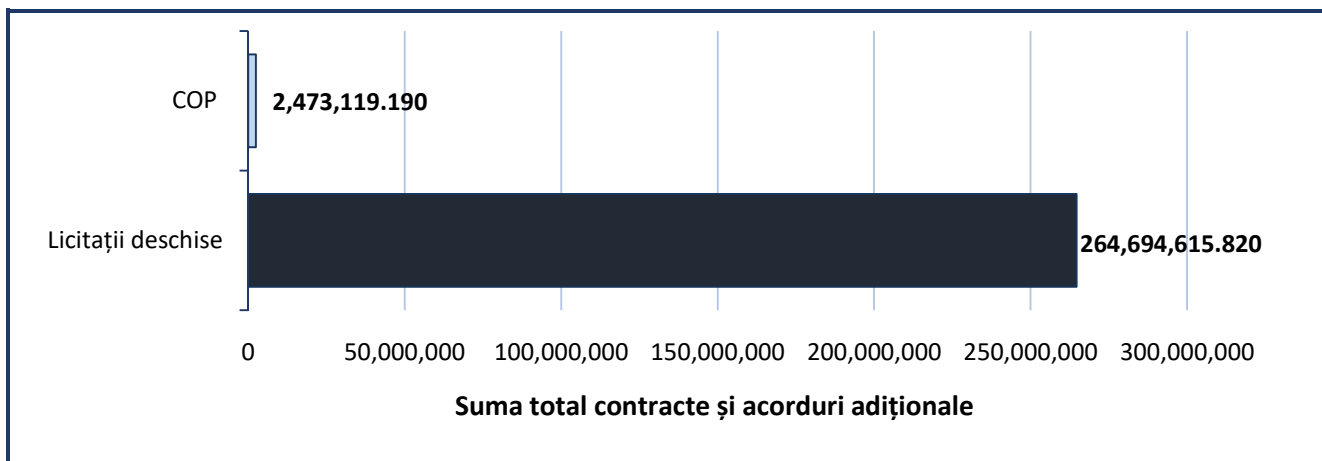 COP
2,473,119.190
Licitații deschise
264,694,615.820
0 50,000,000 100,000,000 150,000,000 200,000,000 250,000,000 300,000,000
Suma total contracte și acorduri adiționale